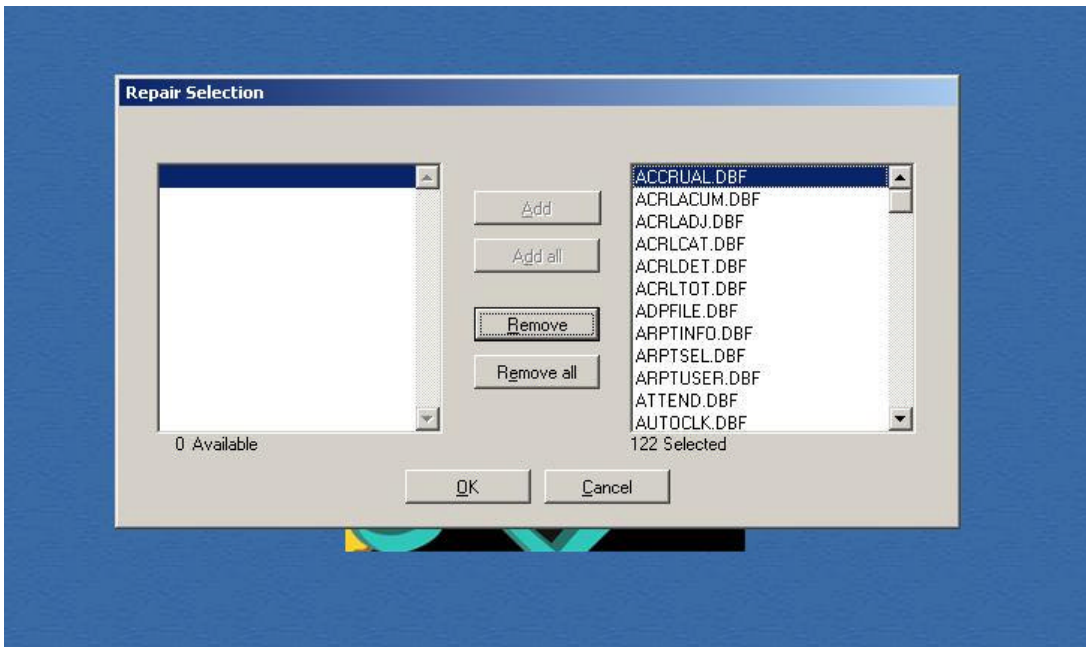 Repair Selection
Add
Add all
Remove
Remove all
0 Available
ACCRUAL.DBF
ACRLACUM.DBF
ACRLADJ.DBF
ACRLCAT.DBF
ACRLDET.DBF
ACRLTOT.DBF
ADPFILE.DBF
ARPTINFO.DBF
ARPTSEL.DBF
ARPTUSER.DBF
ATTEND.DBF
AUTOCLK.DBF
122 Selected
OK
Cancel